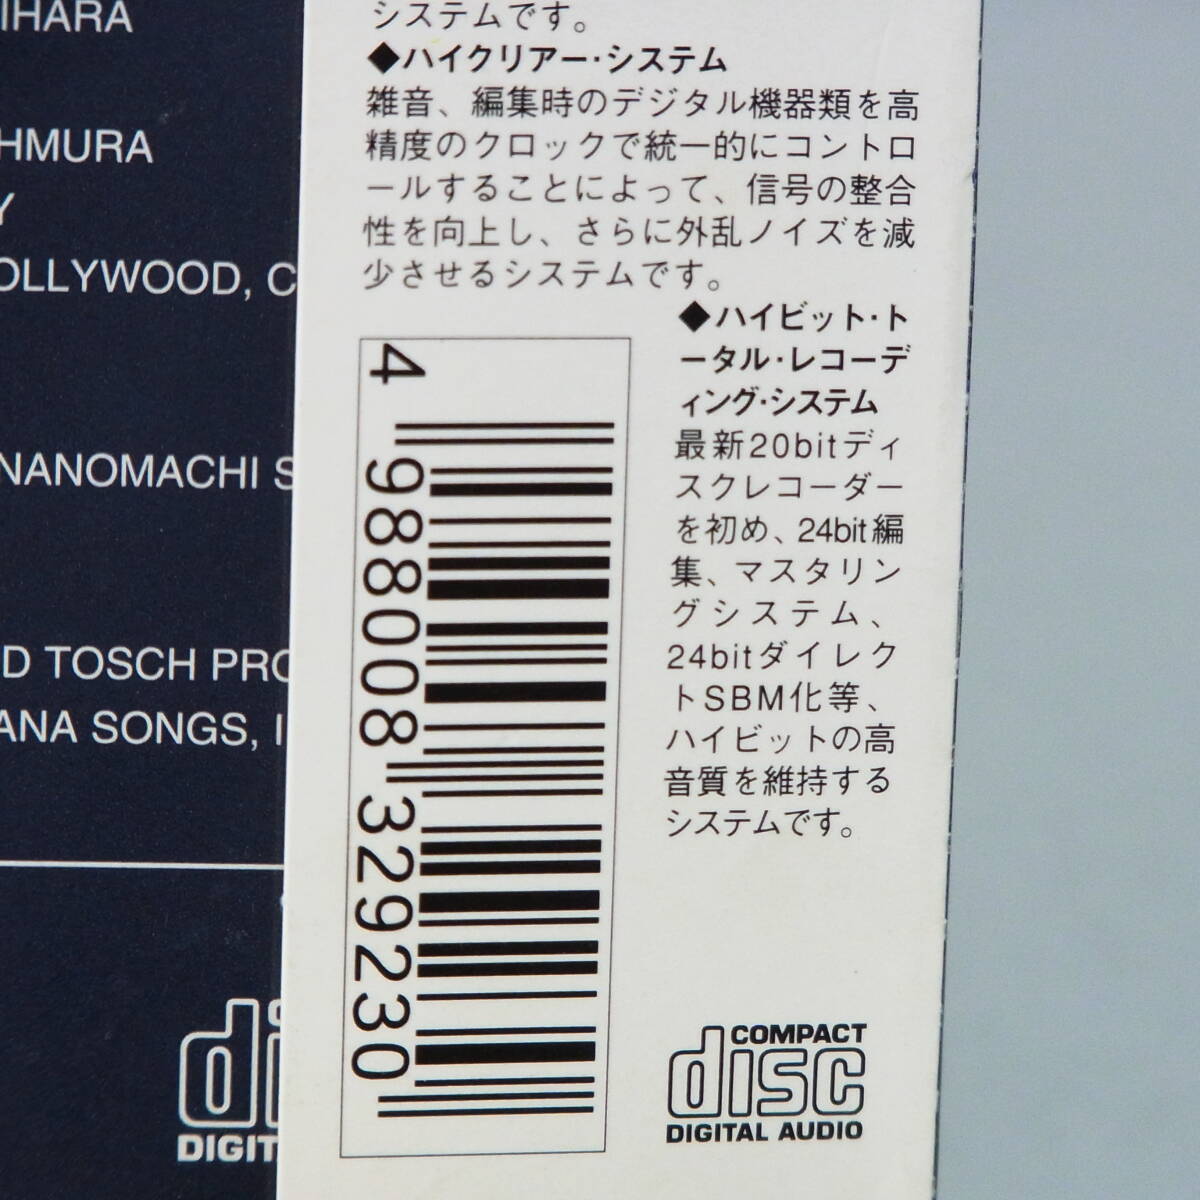 IHARA
HMURA
Y
OLLYWOOD, C
NANOMACHI S
D TOSCH PRO
ANA SONGS, I
DIGIT
システムです。
◆ハイクリアー・システム
雑音、編集時のデジタル機器類を高
精度のクロックで統一的にコントロ
ールすることによって、信号の整合
性を向上し、さらに外乱ノイズを減
少させるシステムです。
◆ハイビット・ト
ータル・レコーデ
ィング・システム
最新20bitディ
スクレコーダー
を初め、24bit編
集、マスタリン
グシステム、
24bitダイレク
トSBM化等、
ハイビットの高
音質を維持する
システムです。
4 988008 329230
COMPACT
disc
DIGITAL AUDIO